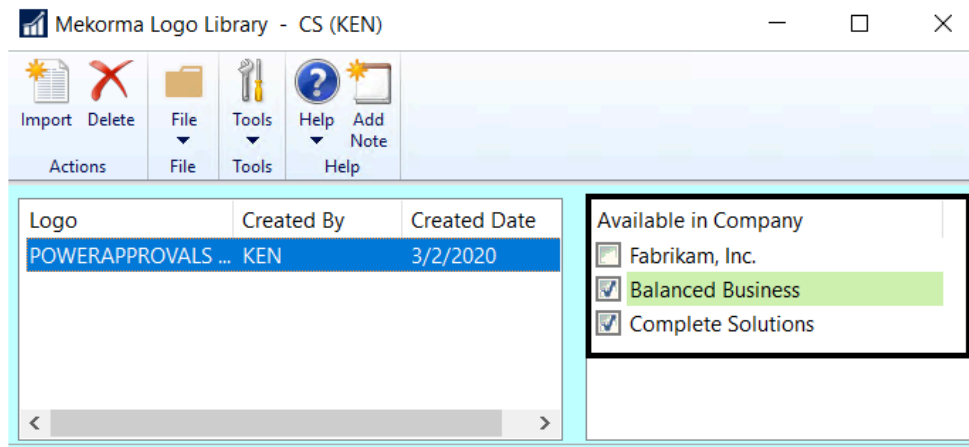 Mekorma Logo Library - CS (KEN)
Import Delete File Tools Help Add Note
Actions File Tools Help
Logo Created By Created Date
POWERAPPROVALS ... KEN 3/2/2020
Available in Company
Fabrikam, Inc.
Balanced Business
Complete Solutions